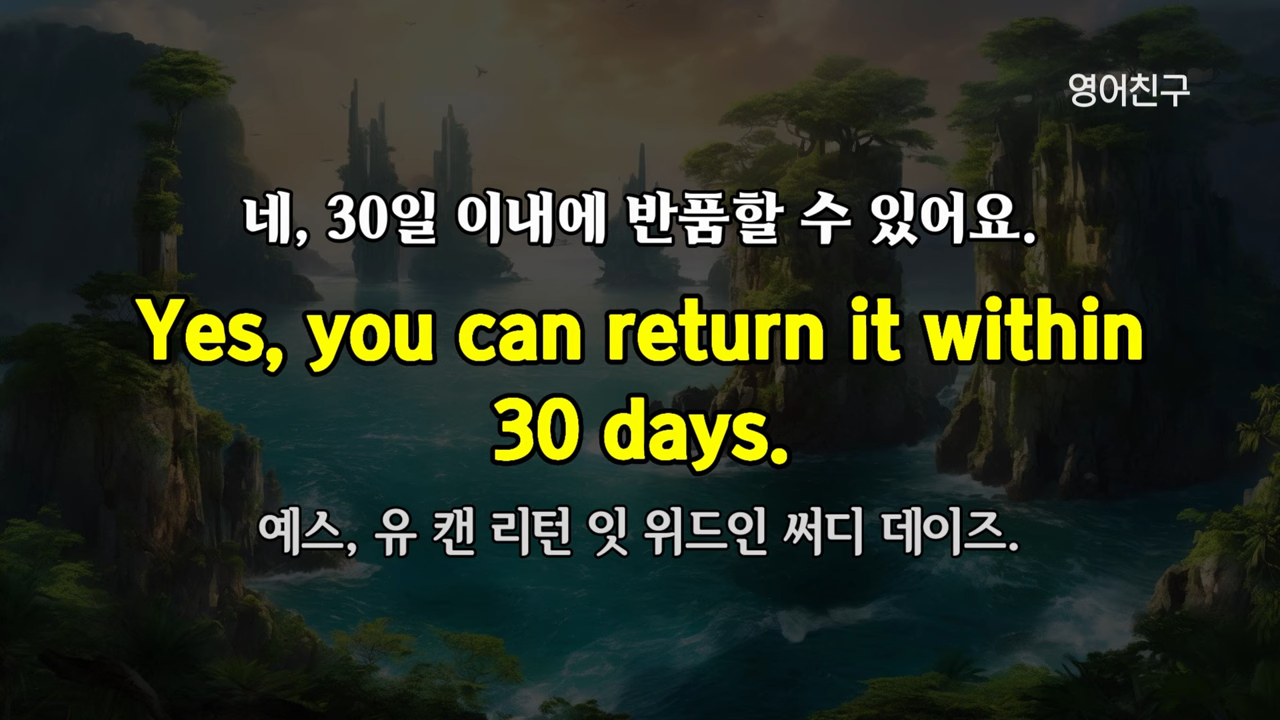 영어친구
네, 30일 이내에 반품할 수 있어요.
Yes, you can return it within
30 days.
예스, 유 캔 리턴 잇 위드인 써디 데이즈.